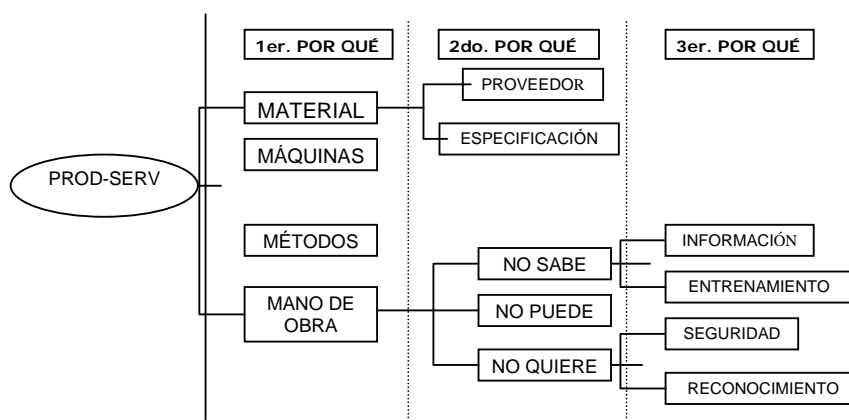 1er. POR QUÉ
2do. POR QUÉ
3er. POR QUÉ
PROD-SERV
MATERIAL
MÁQUINAS
MÉTODOS
MANO DE
OBRA
PROVEEDOR
ESPECIFICACIÓN
NO SABE
NO PUEDE
NO QUIERE
INFORMACIÓN
ENTRENAMIENTO
SEGURIDAD
RECONOCIMIENTO